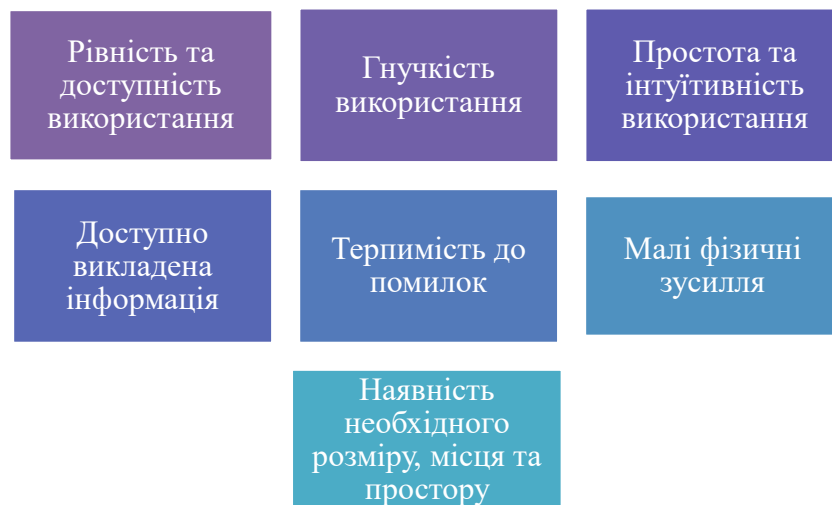 Рівність та
доступність
використання
Гнучкість
використання
Простота та
інтуїтивність
використання
Доступно
викладена
інформація
Терпимість до
помилок
Малі фізичні
зусилля
Наявність
необхідного
розміру, місця та
простору